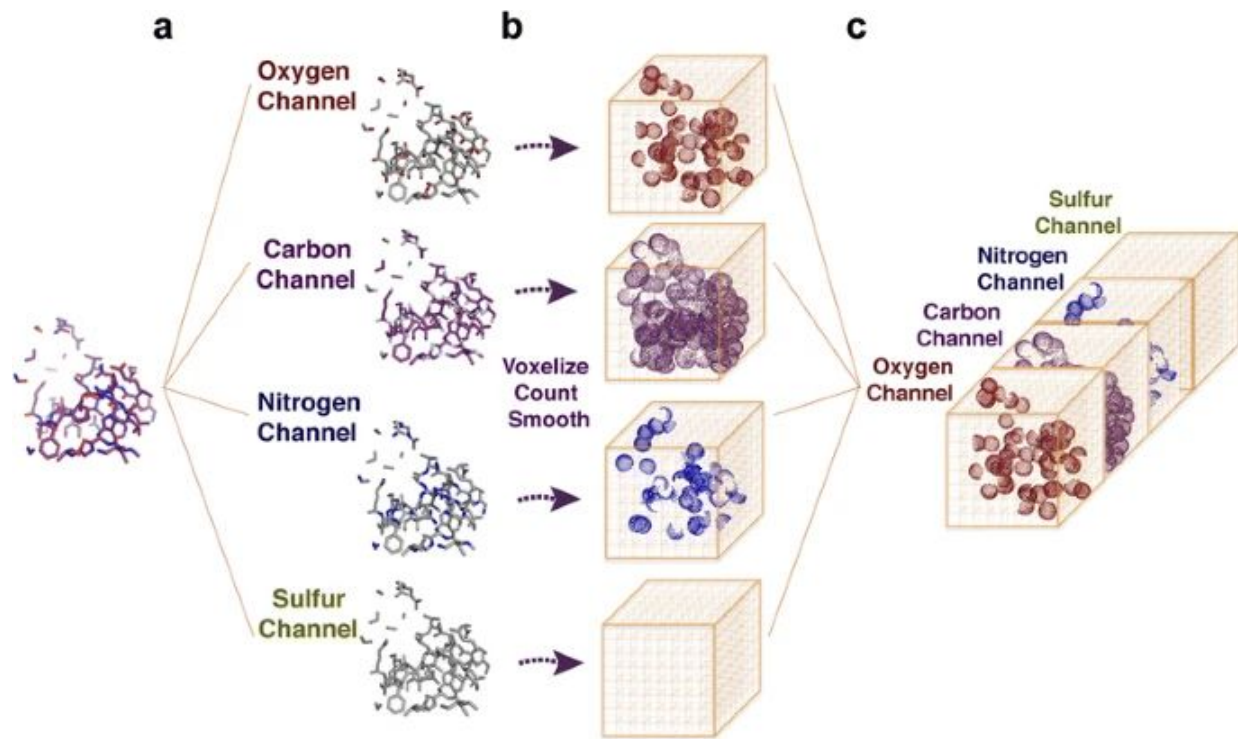 a
b
c
Oxygen
Channel
Carbon
Channel
Voxelize
Count
Smooth
Nitrogen
Channel
Sulfur
Channel
Sulfur
Channel
Nitrogen
Channel
Carbon
Channel
Oxygen
Channel